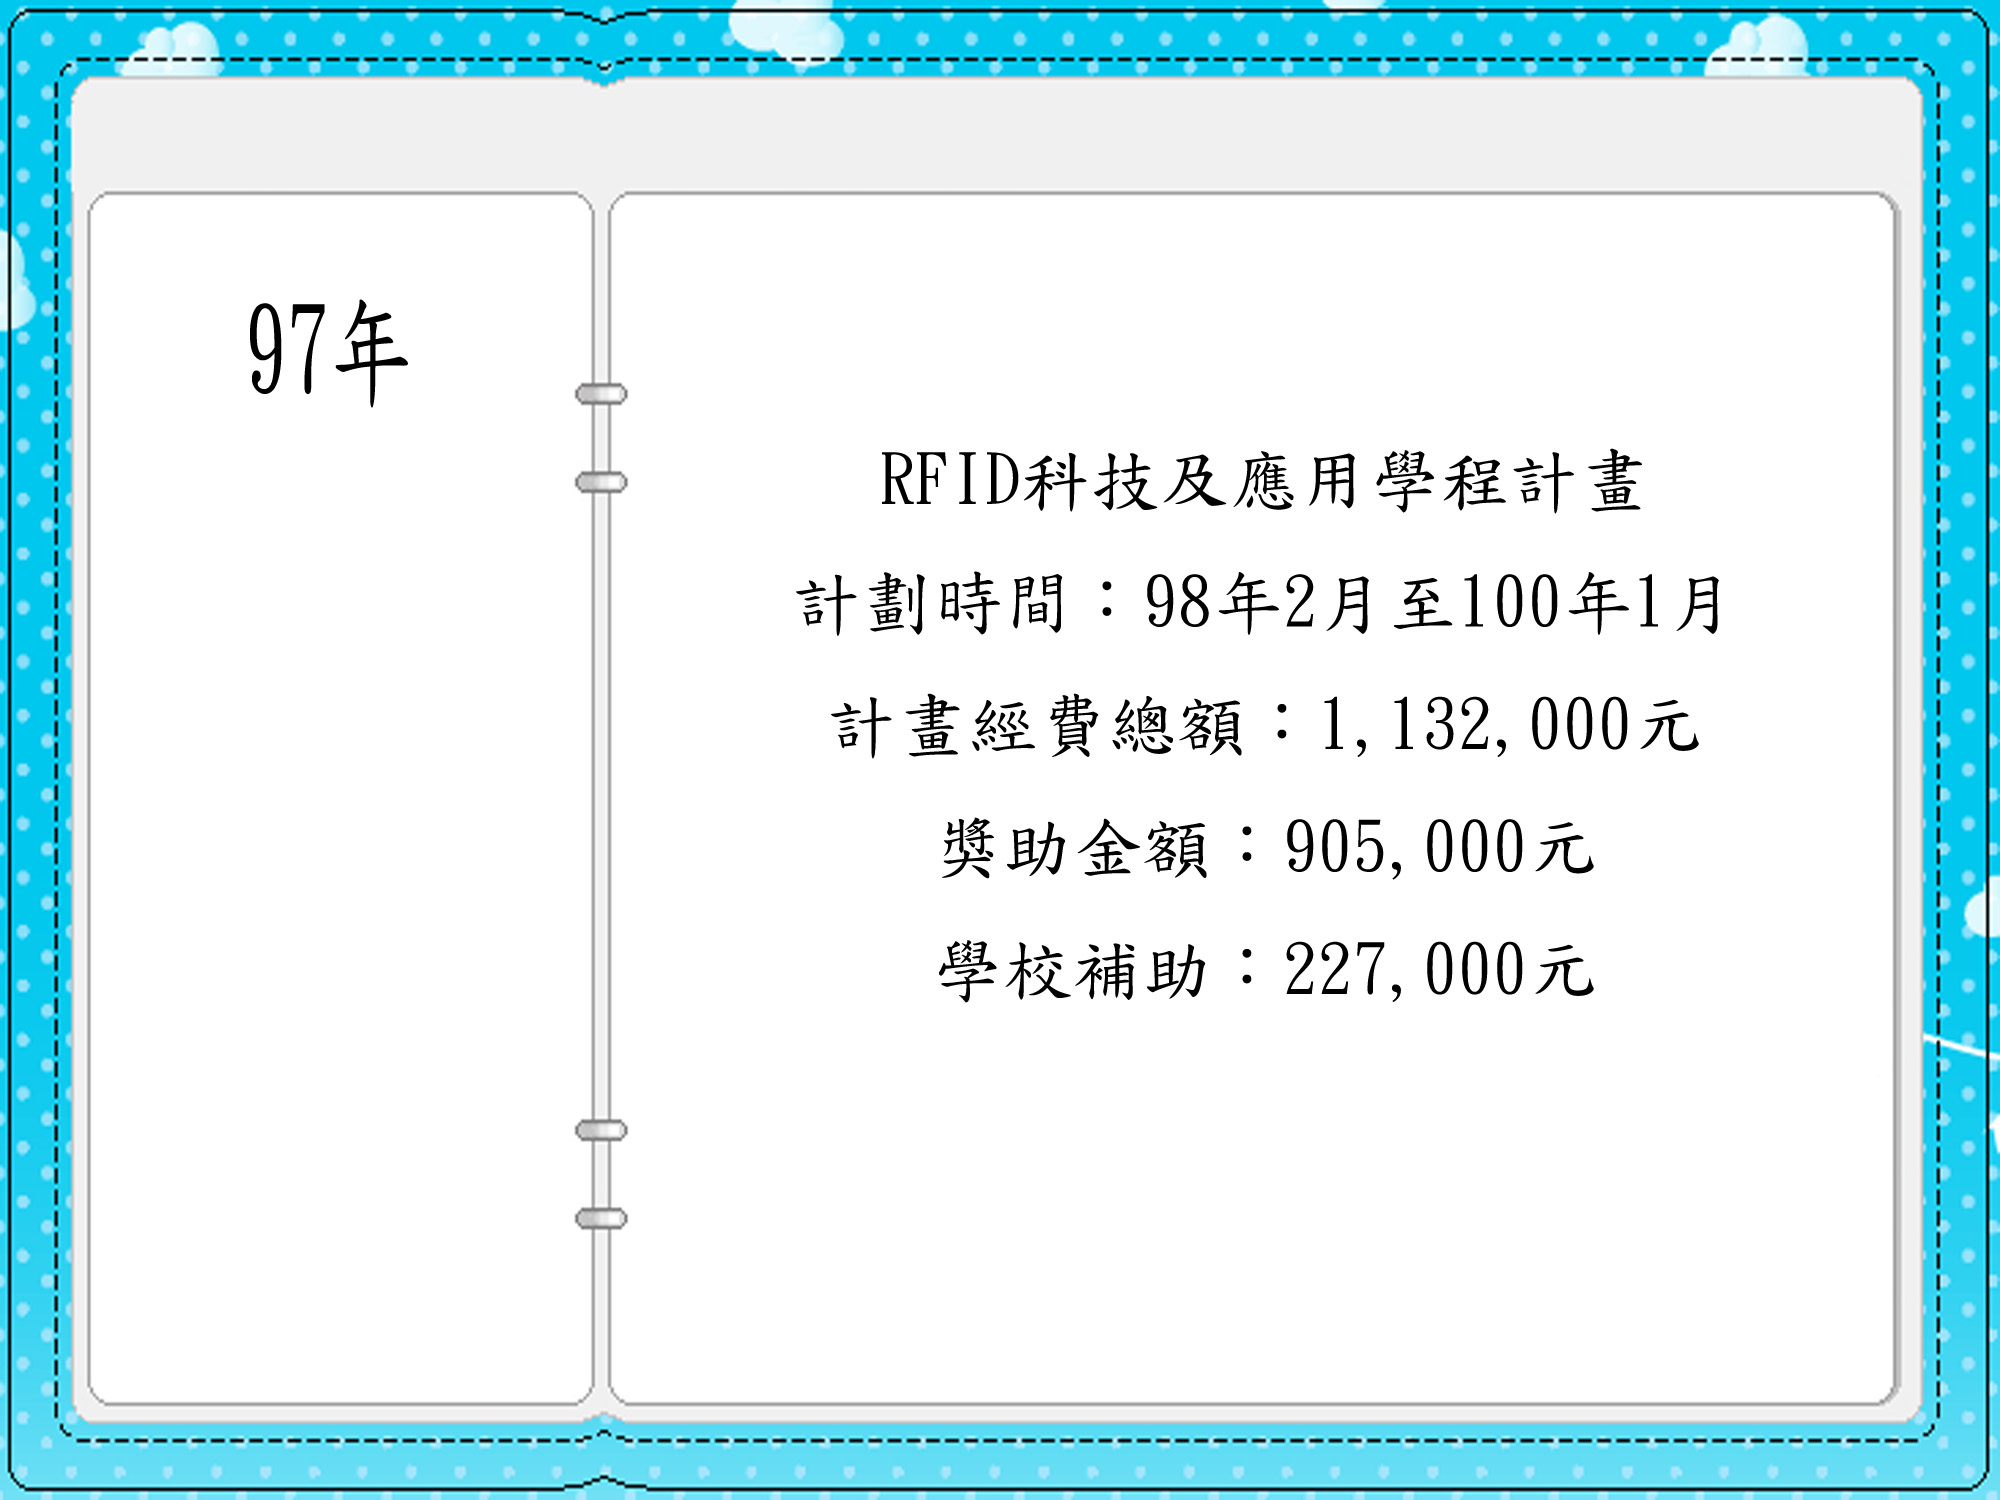 97年
RFID科技及應用學程計畫
計劃時間：98年2月至100年1月
計畫經費總額：1,132,000元
獎助金額：905,000元
學校補助：227,000元